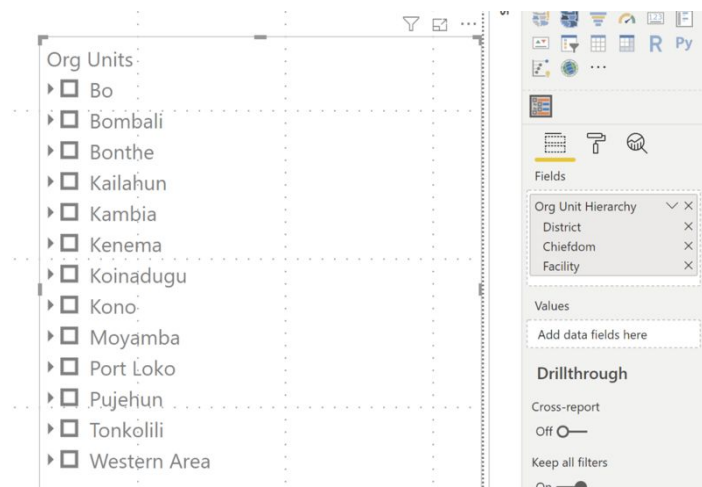 Org Units
Bo
Bombali
Bonthe
Kailahun
Kambia
Kenema
Koinadugu
Kono
Moyamba
Port Loko
Pujehun
Tonkolili
Western Area
R Py
Fields
Org Unit Hierarchy
District
Chiefdom
Facility
Values
Add data fields here
Drillthrough
Cross-report
Off
Keep all filters
On